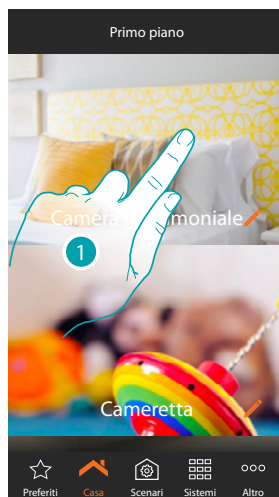 Primo piano
Camera
moniale
1
Cameretta
Preferiti Casa Scenari Sistemi Altro